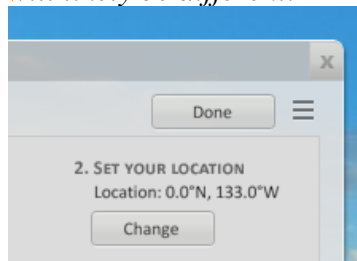 x
Done
2. SET YOUR LOCATION
Location: 0.0°N, 133.0°W
Change